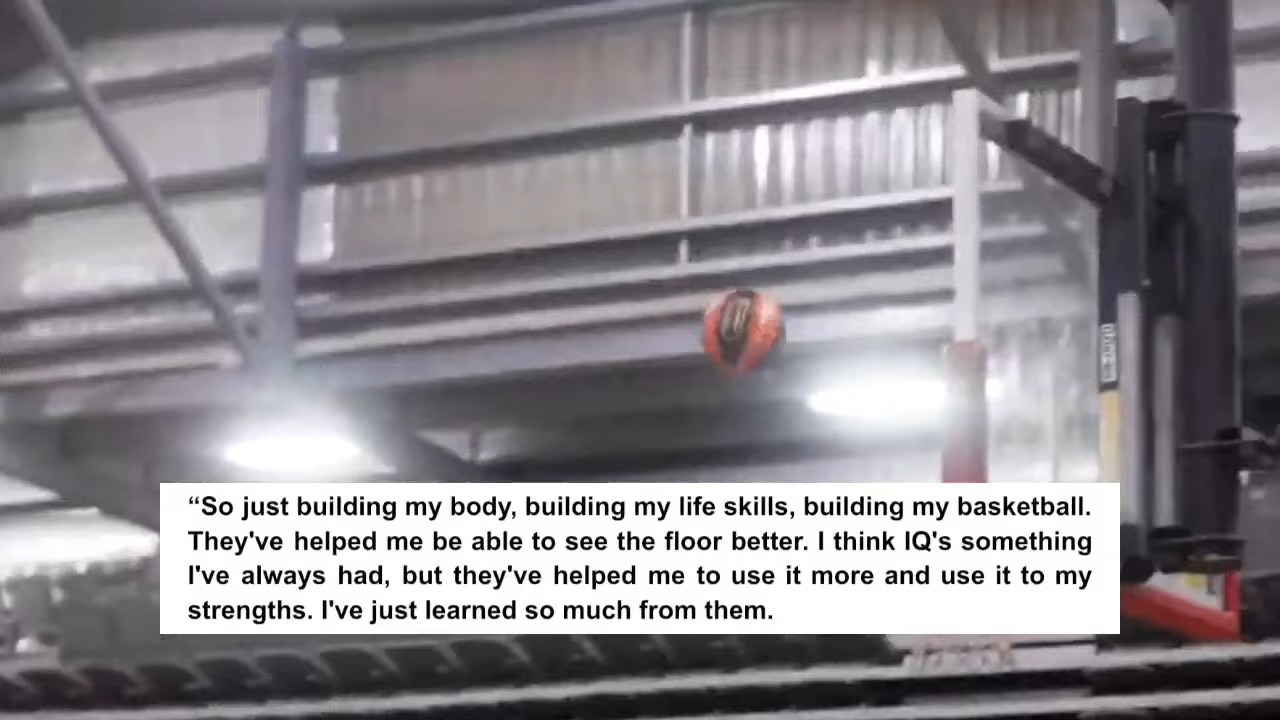 “So just building my body, building my life skills, building my basketball.
They've helped me be able to see the floor better. I think IQ's something
I've always had, but they've helped me to use it more and use it to my
strengths. I've just learned so much from them.